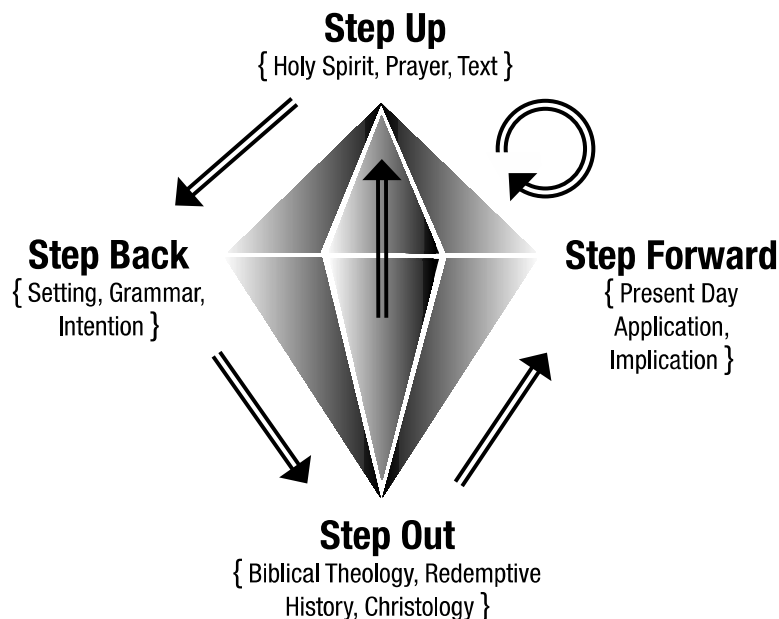 Step Up
{ Holy Spirit, Prayer, Text }
Step Back
{ Setting, Grammar,
Intention }
Step Forward
{ Present Day
Application,
Implication }
Step Out
{ Biblical Theology, Redemptive
History, Christology }